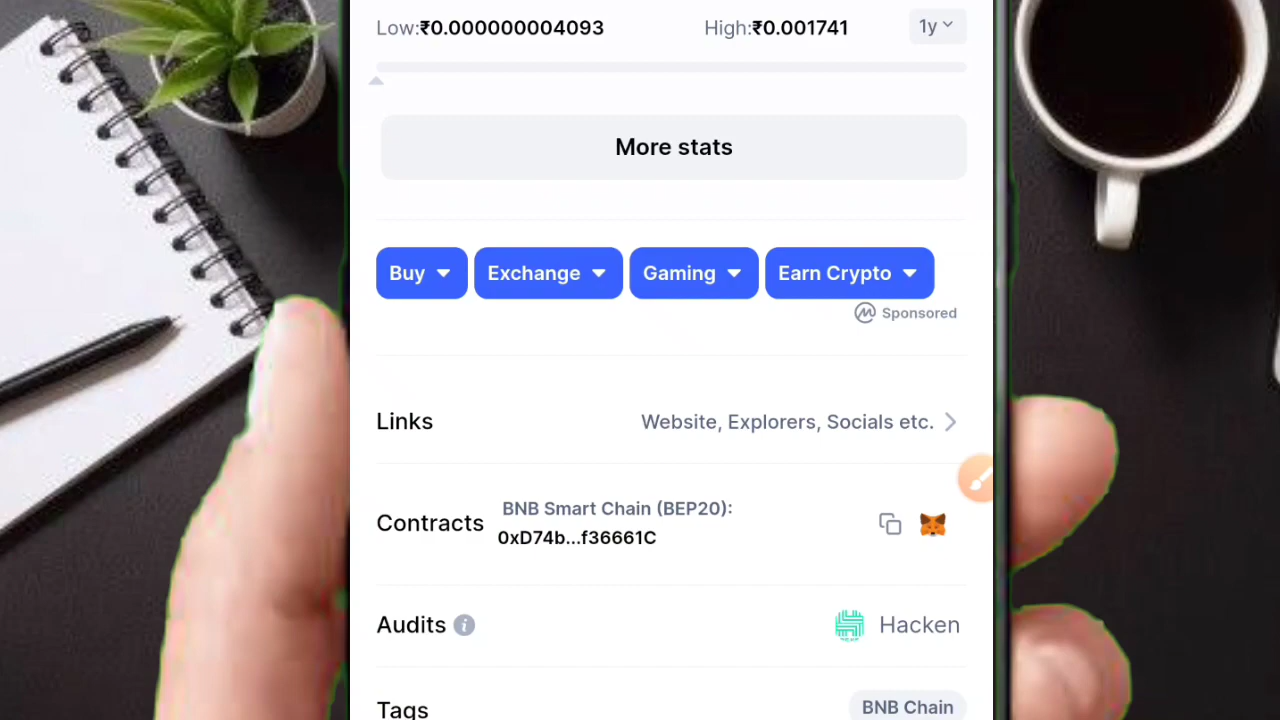 Low:₹0.000000004093 High:₹0.001741 1y
More stats
Buy Exchange Gaming Earn Crypto
Sponsored
Links Website, Explorers, Socials etc.
BNB Smart Chain (BEP20):
Contracts
0xD74b...f36661C
Audits Hacken
Tags BNB Chain